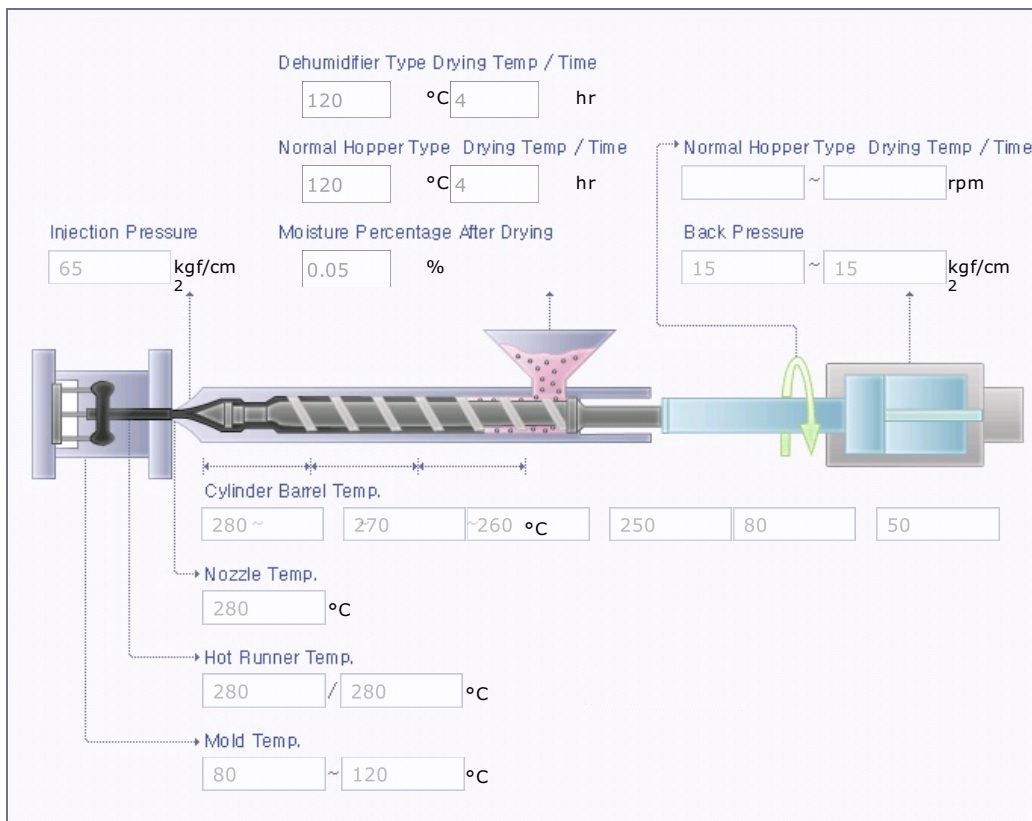 Dehumidifier Type Drying Temp / Time
120 °C 4 hr
Normal Hopper Type Drying Temp / Time
120 °C 4 hr
Normal Hopper Type Drying Temp / Time
~ rpm
Injection Pressure
65 kgf/cm
2
Moisture Percentage After Drying
0.05 %
Back Pressure
15 ~ 15 kgf/cm
2
Cylinder Barrel Temp.
280 ~ 270 ~ 260 °C 250 80 50
Nozzle Temp.
280 °C
Hot Runner Temp.
280 / 280 °C
Mold Temp.
80 ~ 120 °C